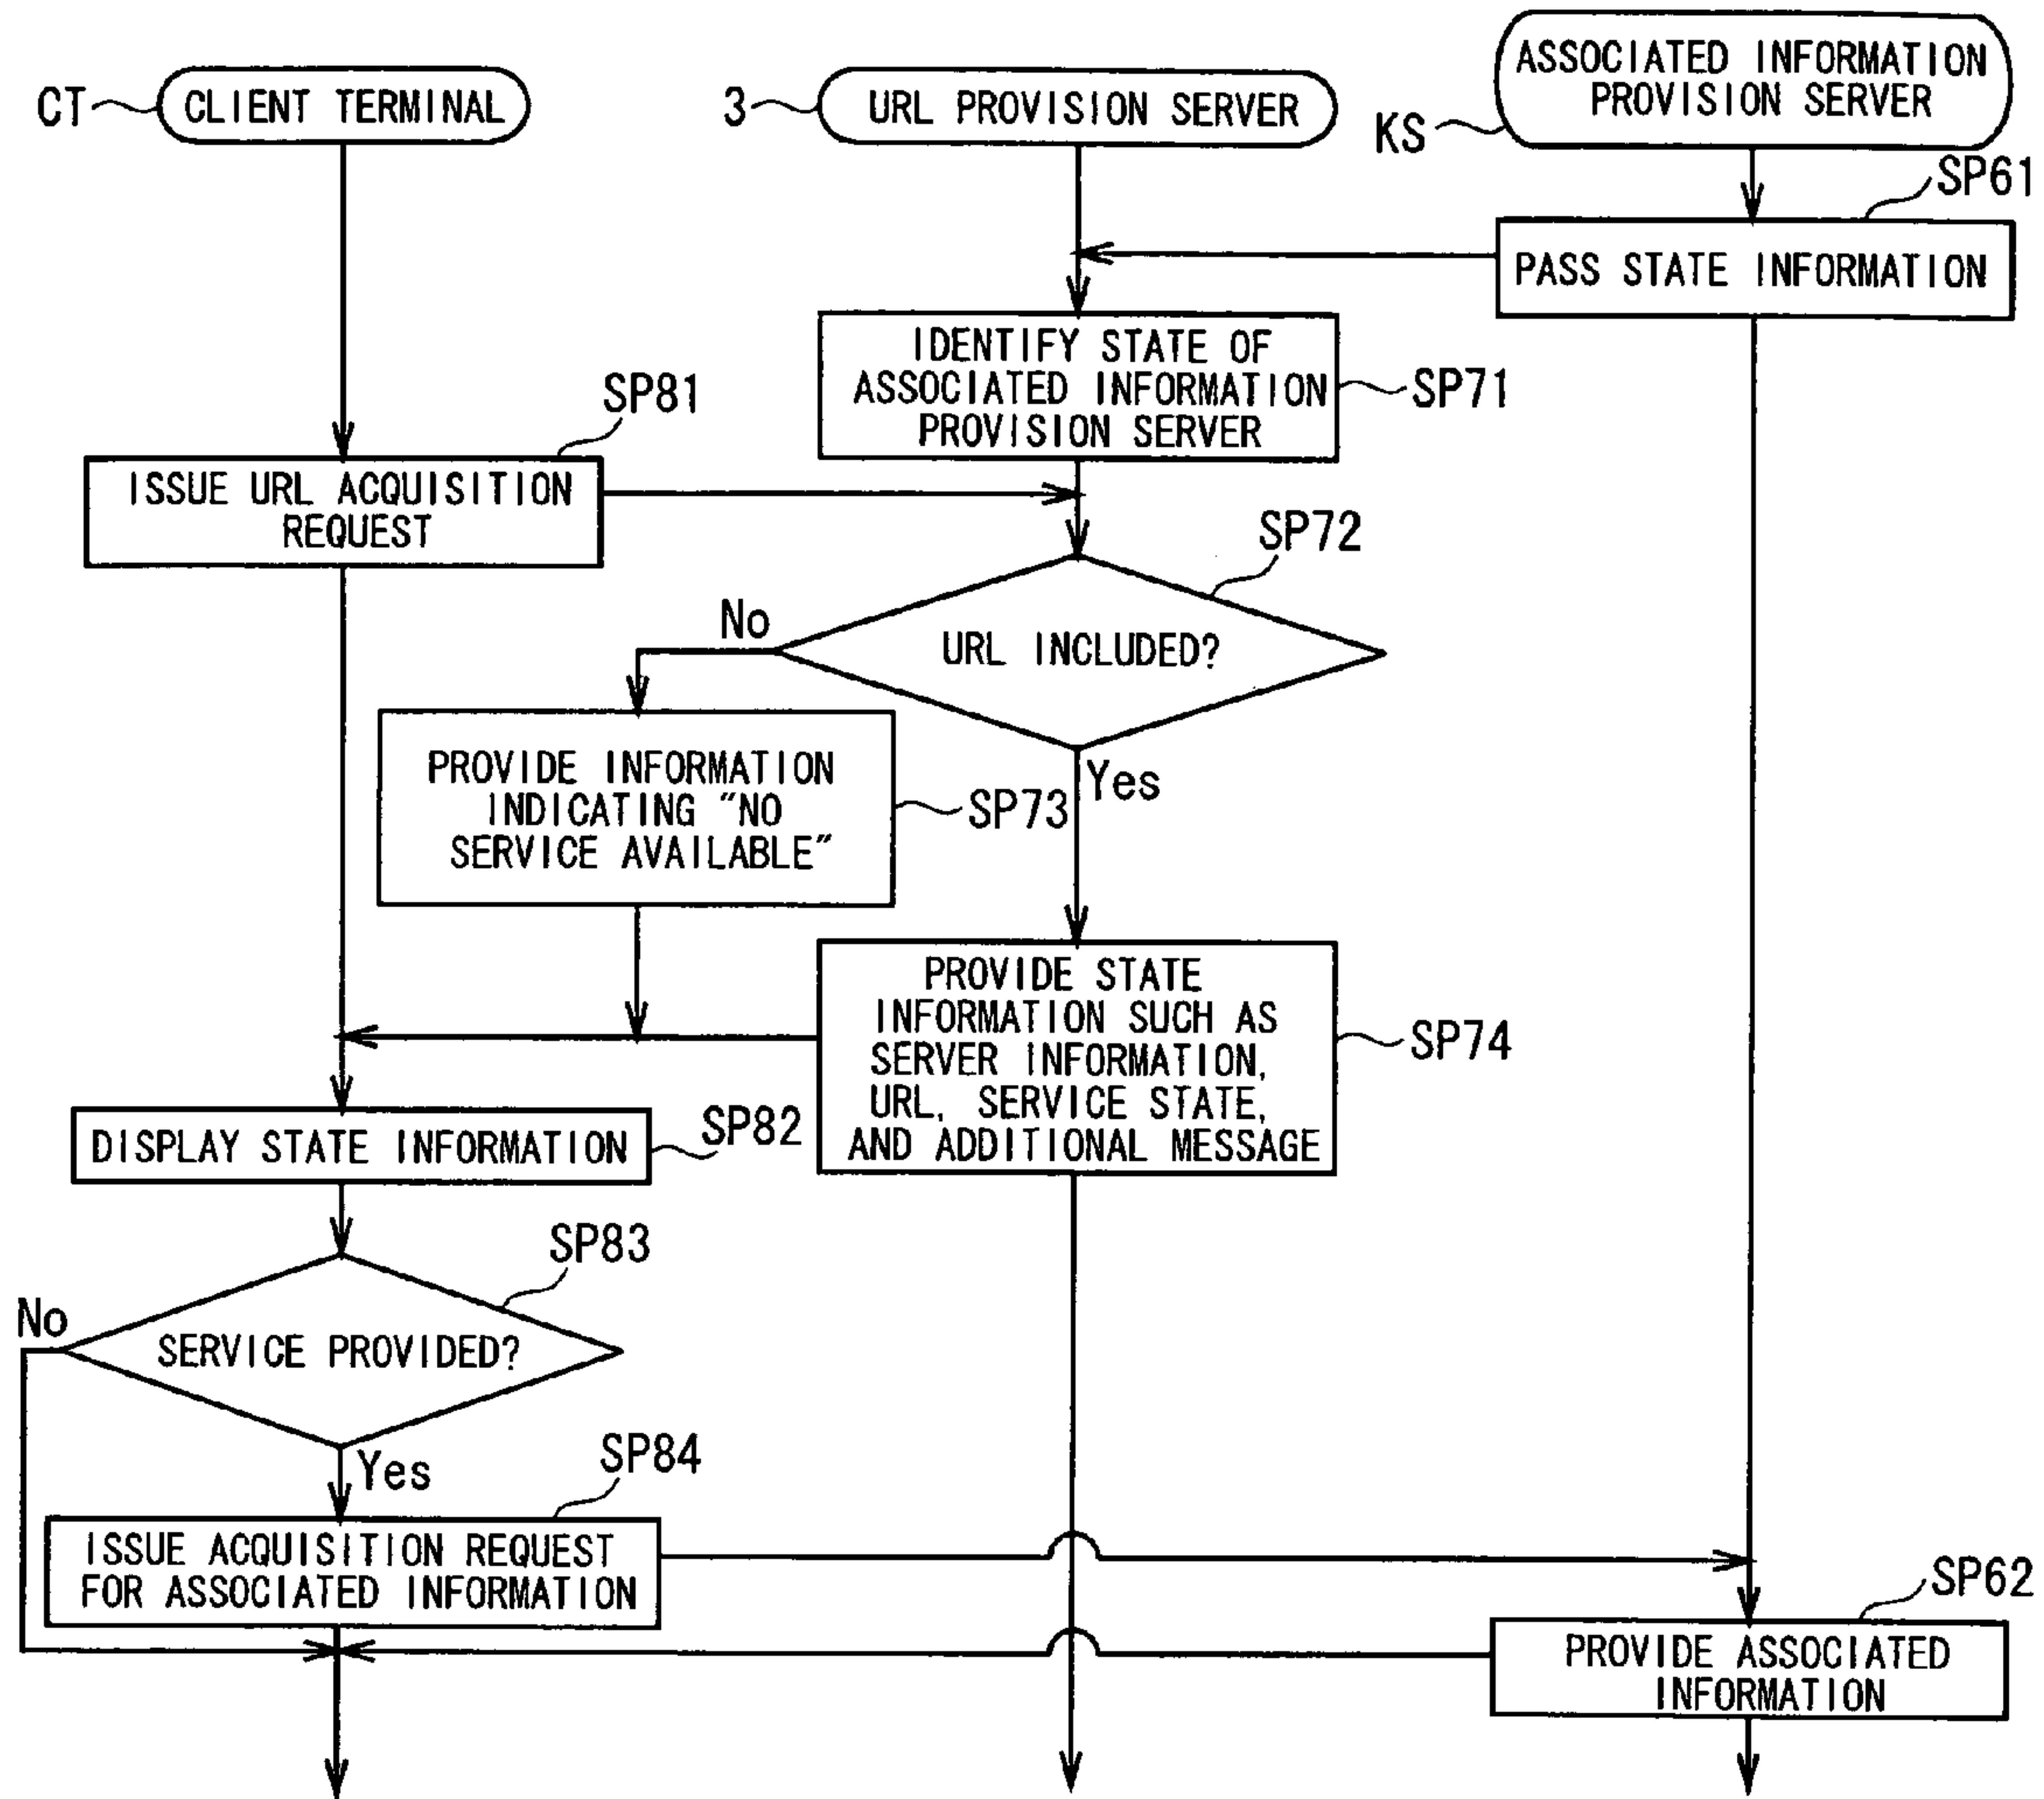 CT
CLIENT TERMINAL
3
URL PROVISION SERVER
ASSOCIATED INFORMATION
PROVISION SERVER
KS
SP61
PASS STATE INFORMATION
IDENTIFY STATE OF
ASSOCIATED INFORMATION
PROVISION SERVER
SP71
SP81
ISSUE URL ACQUISITION
REQUEST
SP72
URL INCLUDED?
No
Yes
PROVIDE INFORMATION
INDICATING "NO
SERVICE AVAILABLE"
SP73
PROVIDE STATE
INFORMATION SUCH AS
SERVER INFORMATION,
URL, SERVICE STATE,
AND ADDITIONAL MESSAGE
SP74
DISPLAY STATE INFORMATION
SP82
SP83
No
SERVICE PROVIDED?
Yes
SP84
ISSUE ACQUISITION REQUEST
FOR ASSOCIATED INFORMATION
SP62
PROVIDE ASSOCIATED
INFORMATION